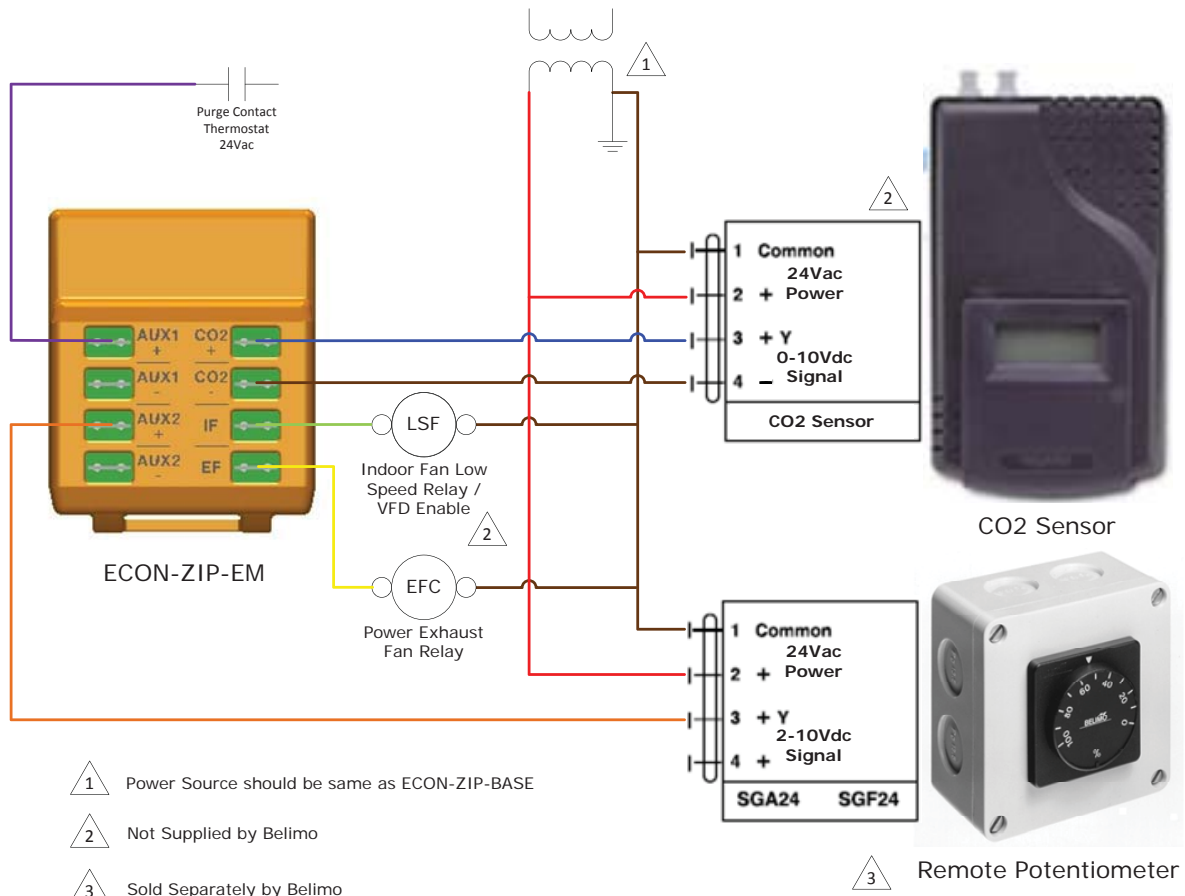 1
Purge Contact
Thermostat
24Vac
2
1 Common
24Vac
2 + Power
3 + Y
0-10Vdc
4 - Signal
CO2 Sensor
CO2 Sensor
AUX1 + CO2 +
AUX1 - CO2 -
AUX2 + IF
AUX2 - EF
ECON-ZIP-EM
LSF
Indoor Fan Low
Speed Relay /
VFD Enable
2
EFC
Power Exhaust
Fan Relay
1 Common
24Vac
2 + Power
3 + Y
2-10Vdc
4 + Signal
SGA24 SGF24
100 80 60 40 20 0
BELIMO
%
3 Remote Potentiometer
1 Power Source should be same as ECON-ZIP-BASE
2 Not Supplied by Belimo
3 Sold Separately by Belimo